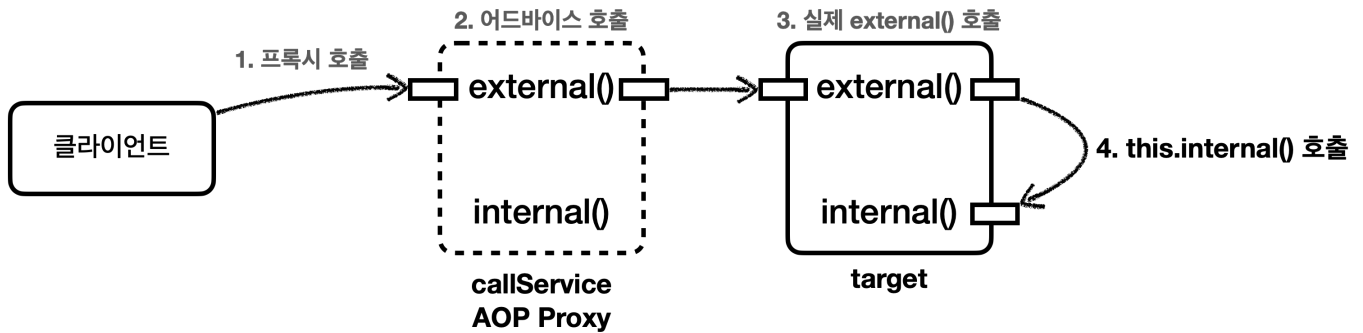 2. 어드바이스 호출
3. 실제 external() 호출
1. 프록시 호출
external()
external()
클라이언트
4. this.internal() 호출
internal()
internal()
callService
AOP Proxy
target